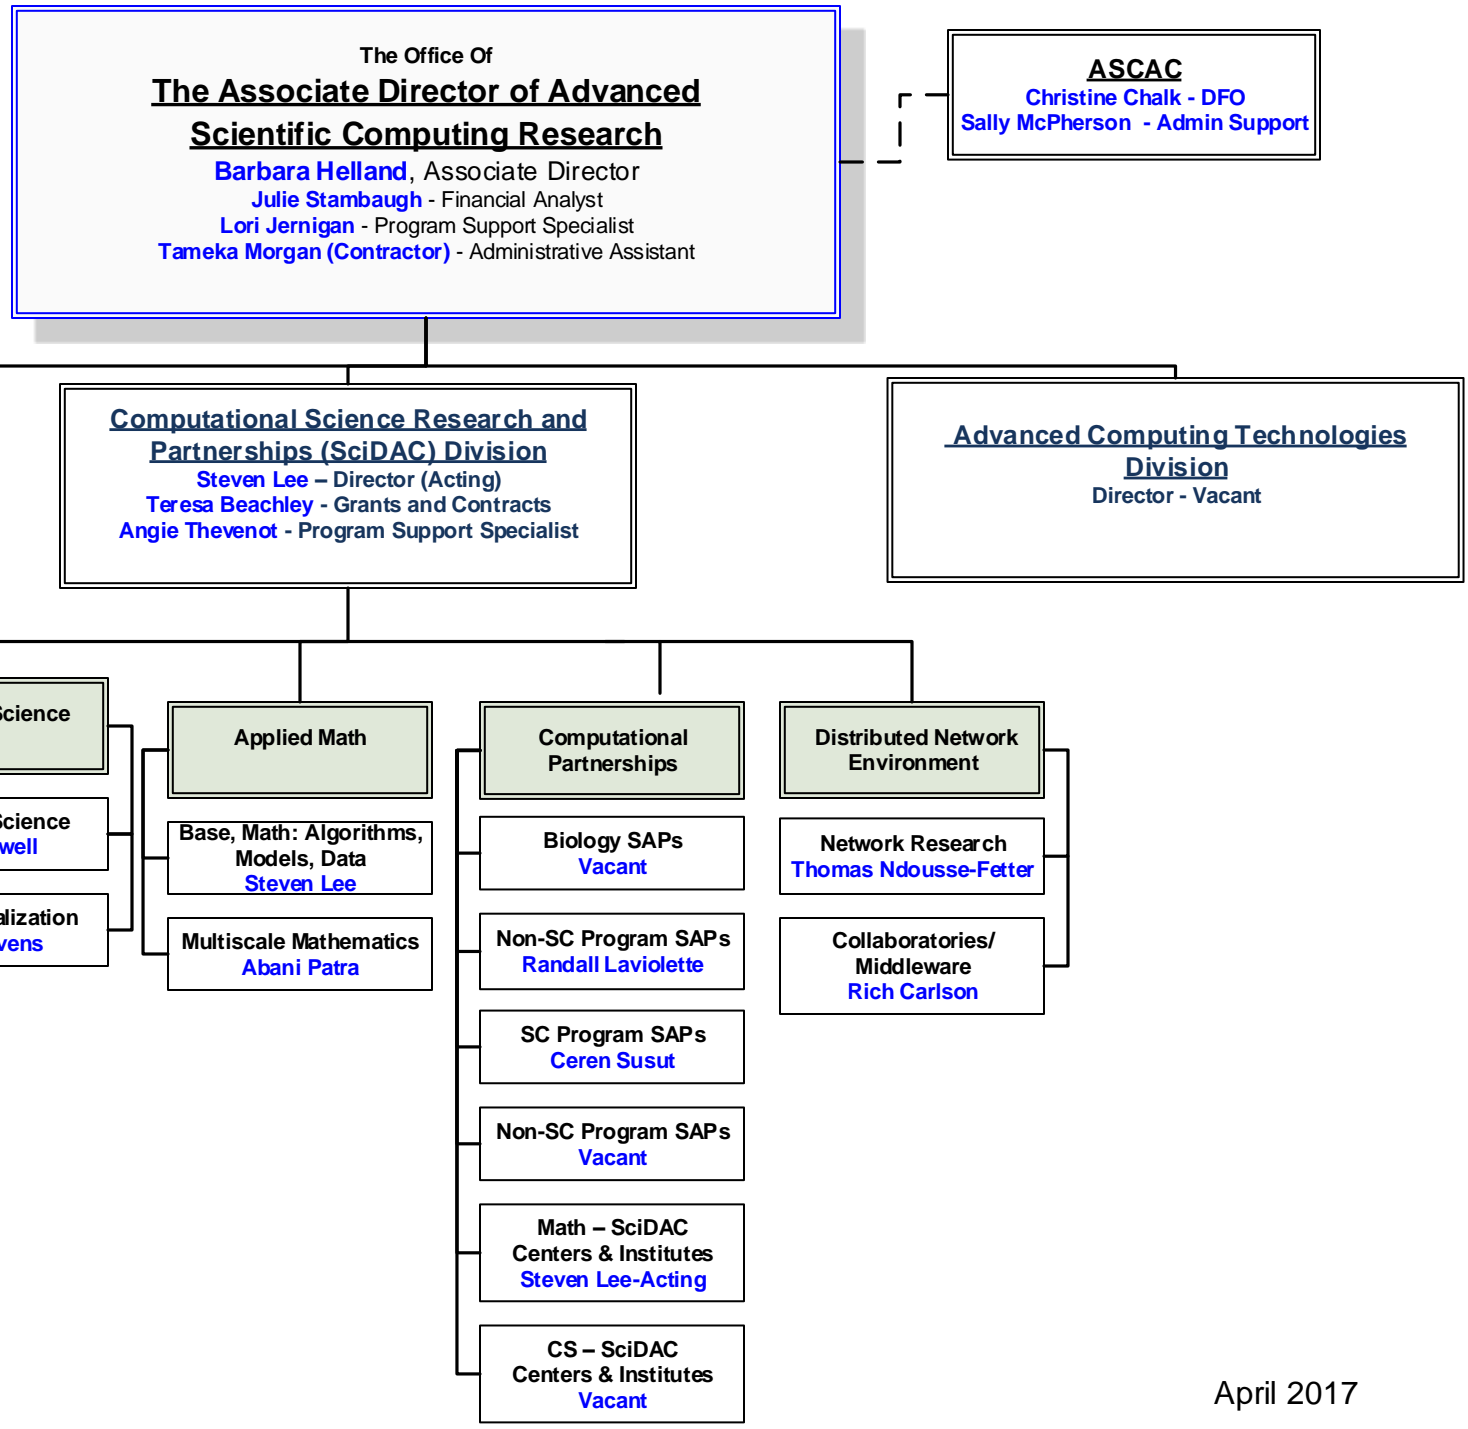 The Office Of
The Associate Director of Advanced
Scientific Computing Research
Barbara Helland, Associate Director
Julie Stambaugh - Financial Analyst
Lori Jernigan - Program Support Specialist
Tameka Morgan (Contractor) - Administrative Assistant
ASCAC
Christine Chalk - DFO
Sally McPherson - Admin Support
Computational Science Research and
Partnerships (SciDAC) Division
Steven Lee – Director (Acting)
Teresa Beachley - Grants and Contracts
Angie Thevenot - Program Support Specialist
Advanced Computing Technologies
Division
Director - Vacant
Science
Science
Applied Math
Base, Math: Algorithms,
Models, Data
Steven Lee
Multiscale Mathematics
Abani Patra
Computational
Partnerships
Biology SAPs
Vacant
Non-SC Program SAPs
Randall Laviolette
SC Program SAPs
Ceren Susut
Non-SC Program SAPs
Vacant
Math – SciDAC
Centers & Institutes
Steven Lee-Acting
CS – SciDAC
Centers & Institutes
Vacant
Distributed Network
Environment
Network Research
Thomas Ndousse-Fetter
Collaboratories/
Middleware
Rich Carlson
April 2017